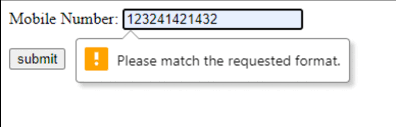 Mobile Number: 123241421432
submit
! Please match the requested format.